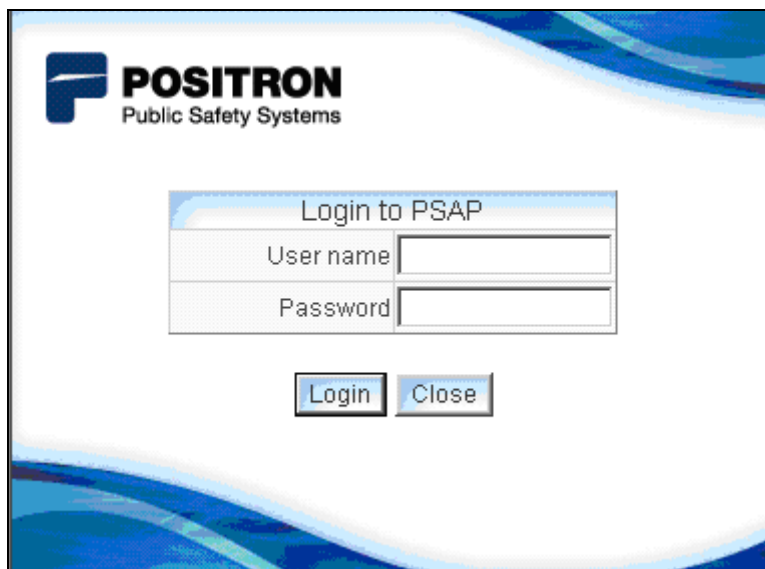 POSITRON
Public Safety Systems
Login to PSAP
User name
Password
Login Close